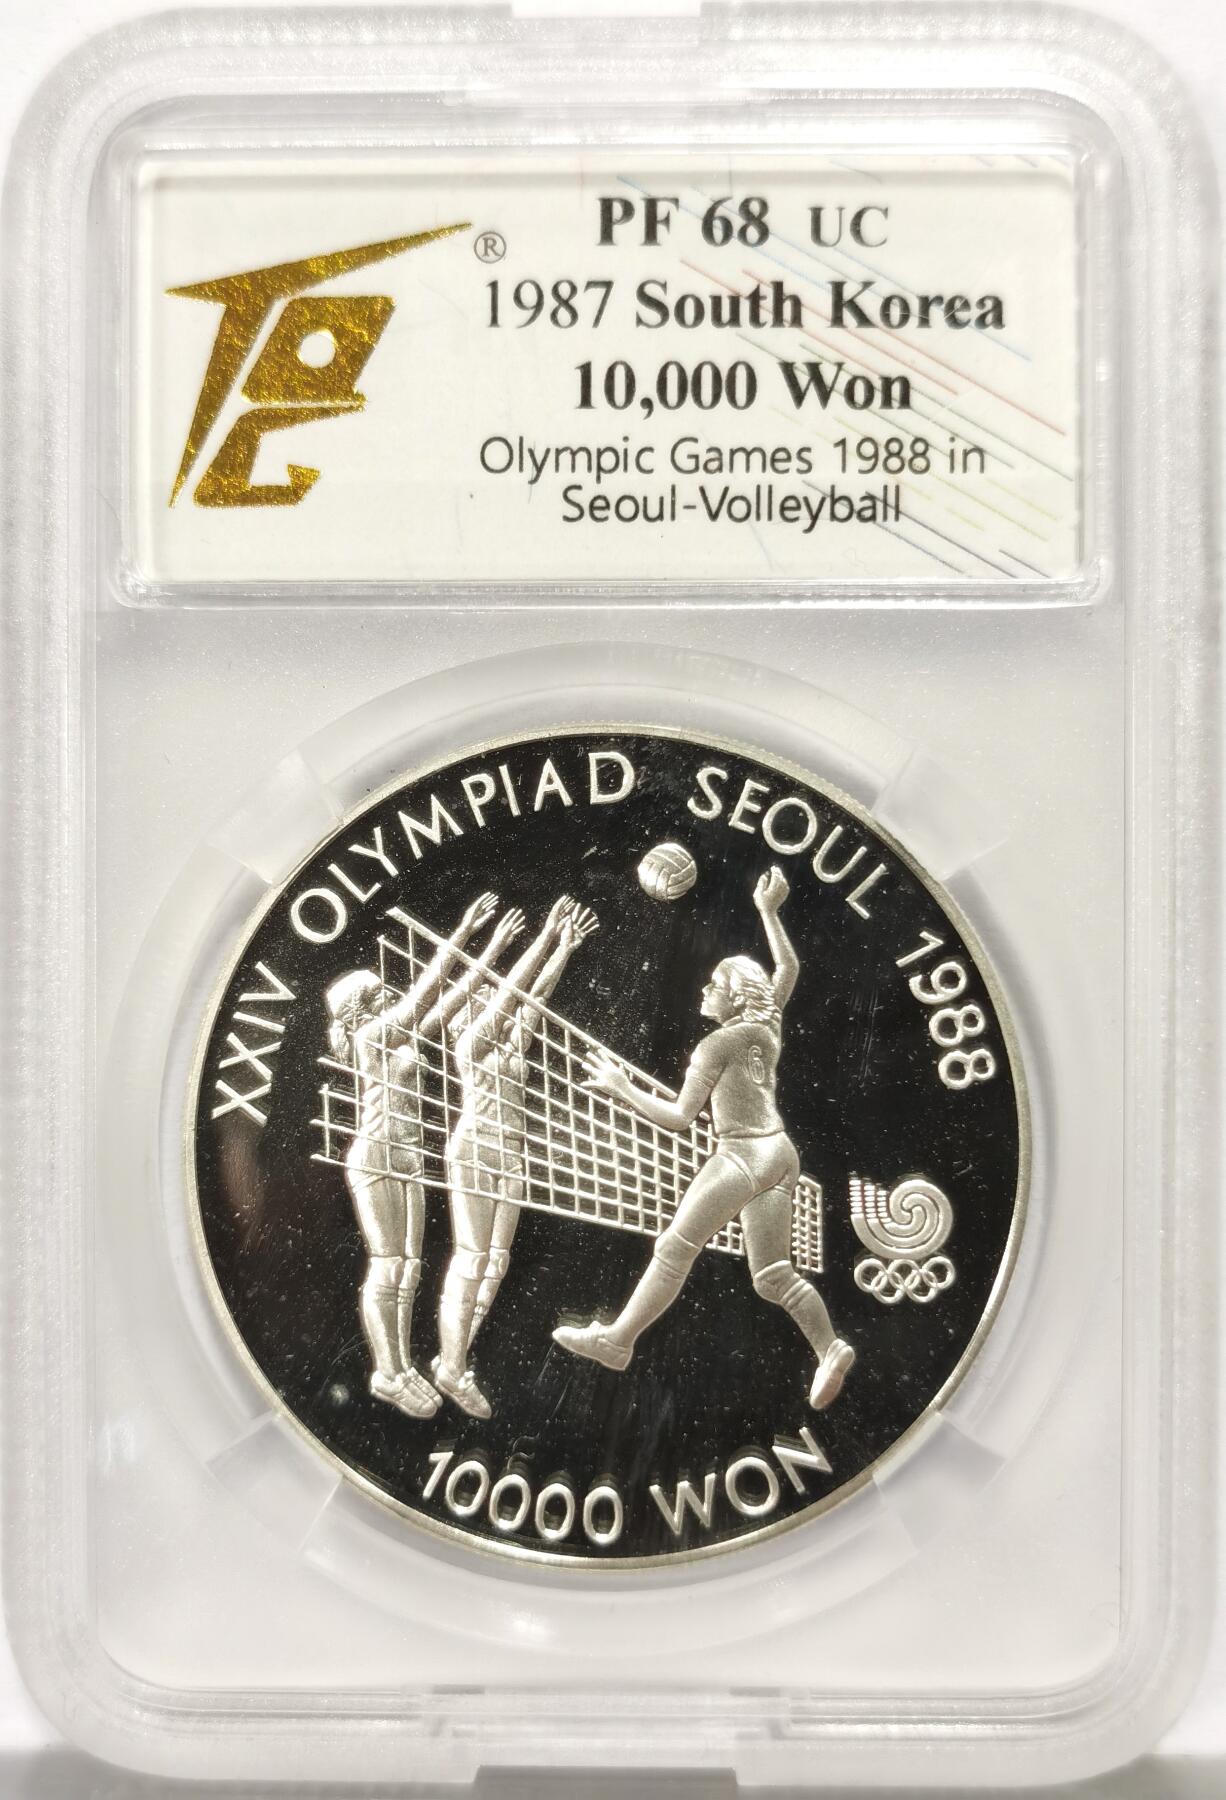 TQG ®
PF 68 UC
1987 South Korea
10,000 Won
Olympic Games 1988 in
Seoul-Volleyball
XXIV OLYMPIAD SEOUL 1988
6
10000 WON